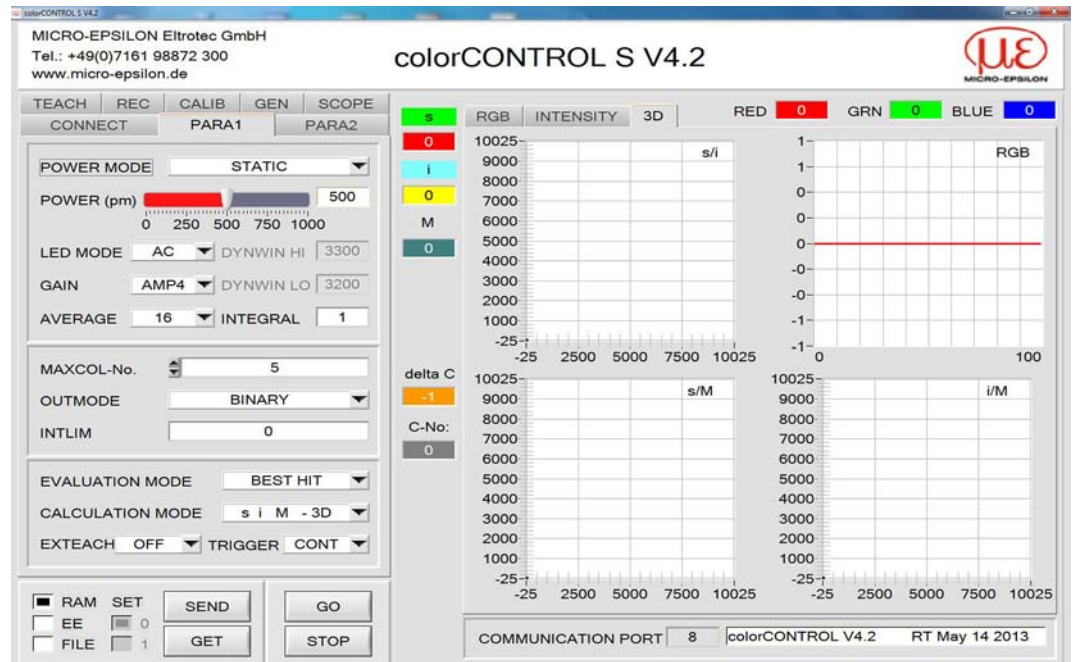 colorCONTROL S V4.2
MICRO-EPSILON Eltrotec GmbH
Tel.: +49(0)7161 98872 300
www.micro-epsilon.de
colorCONTROL S V4.2
με
MICRO-EPSILON
TEACH REC CALIB GEN SCOPE
CONNECT PARA1 PARA2
POWER MODE STATIC
POWER (pm) 500
0 250 500 750 1000
LED MODE AC DYNWIN HI 3300
GAIN AMP4 DYNWIN LO 3200
AVERAGE 16 INTEGRAL 1
MAXCOL-No. 5
OUTMODE BINARY
INTLIM 0
EVALUATION MODE BEST HIT
CALCULATION MODE s i M - 3D
EXTEACH OFF TRIGGER CONT
RAM SET SEND GO
EE 0
FILE 1 GET STOP
s
0
i
0
M
0
delta C
-1
C-No:
0
RGB INTENSITY 3D RED 0 GRN 0 BLUE 0
s/i
10025
9000
8000
7000
6000
5000
4000
3000
2000
1000
-25
-25 2500 5000 7500 10025
RGB
1
1
0
0
0
-0
-0
-1
-1
0 100
s/M
10025
9000
8000
7000
6000
5000
4000
3000
2000
1000
-25
-25 2500 5000 7500 10025
i/M
10025
9000
8000
7000
6000
5000
4000
3000
2000
1000
-25
-25 2500 5000 7500 10025
COMMUNICATION PORT 8 colorCONTROL V4.2 RT May 14 2013